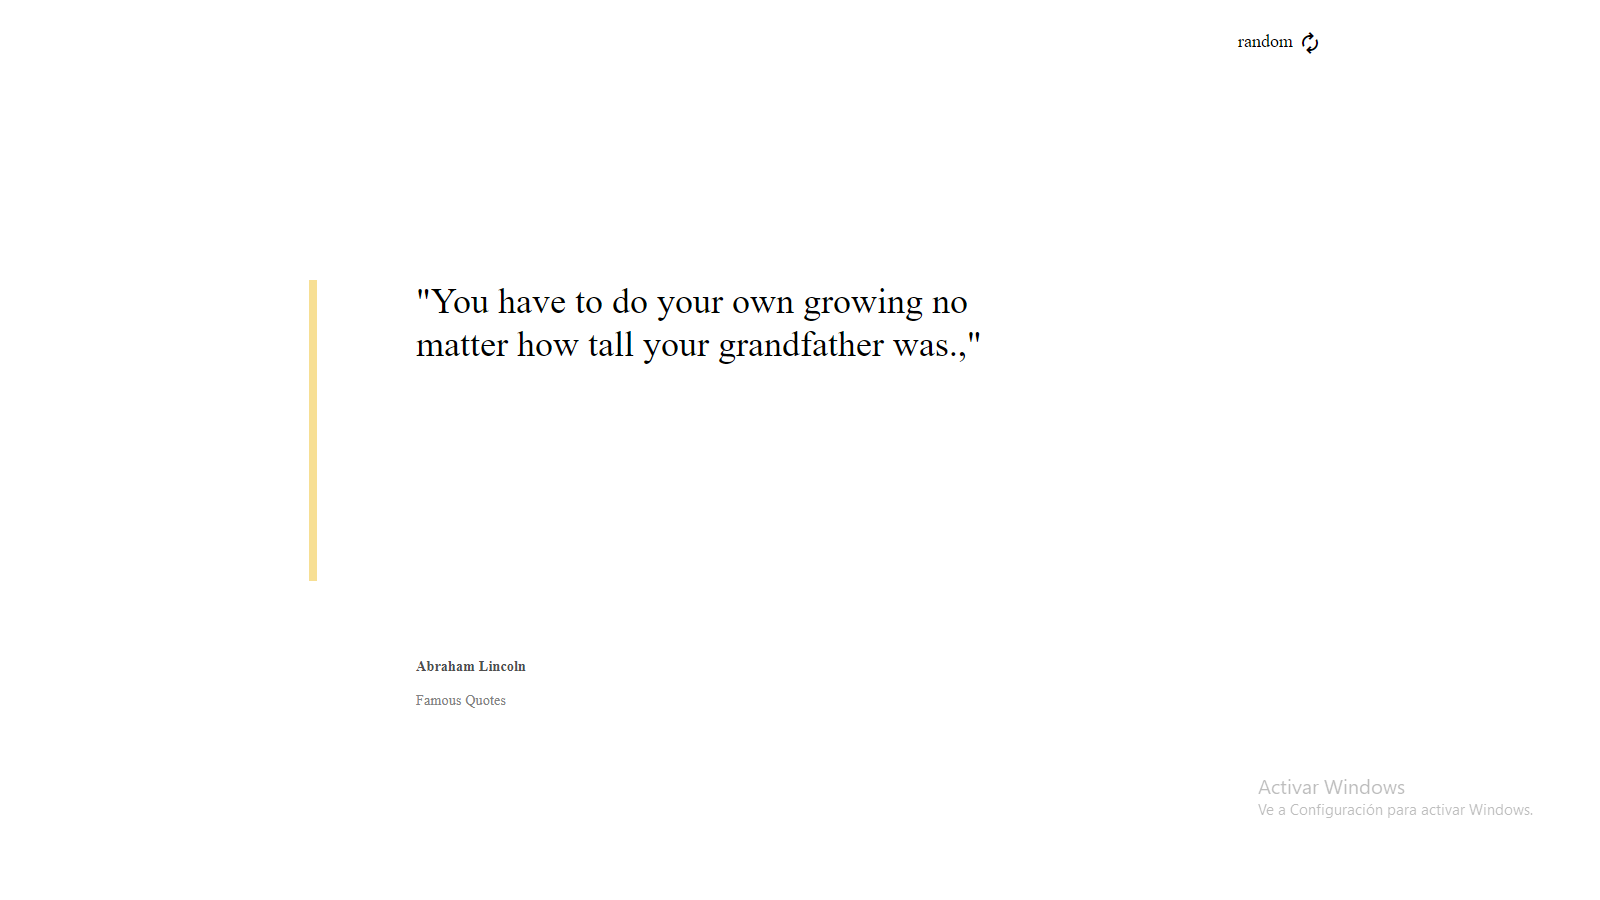 random
"You have to do your own growing no
matter how tall your grandfather was.,"
Abraham Lincoln
Famous Quotes
Activar Windows
Ve a Configuración para activar Windows.